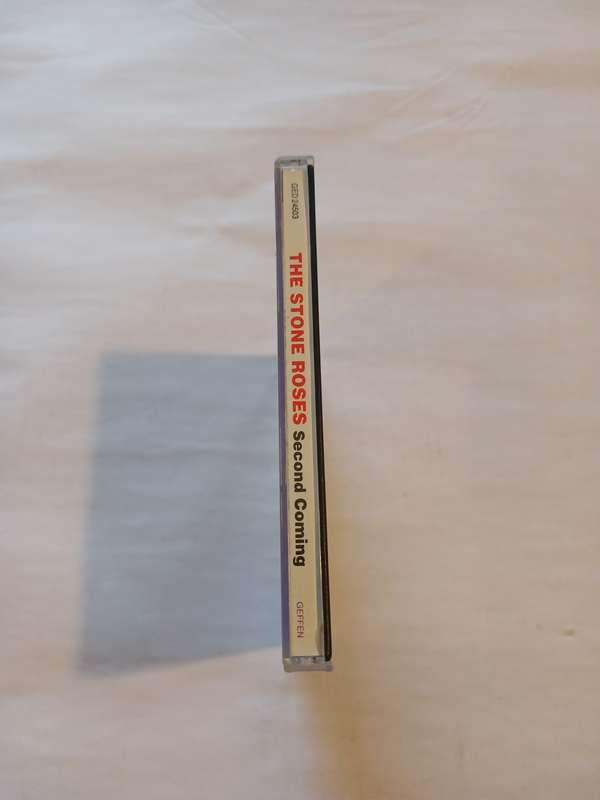 GED 24503
THE STONE ROSES Second Coming
GEFFEN